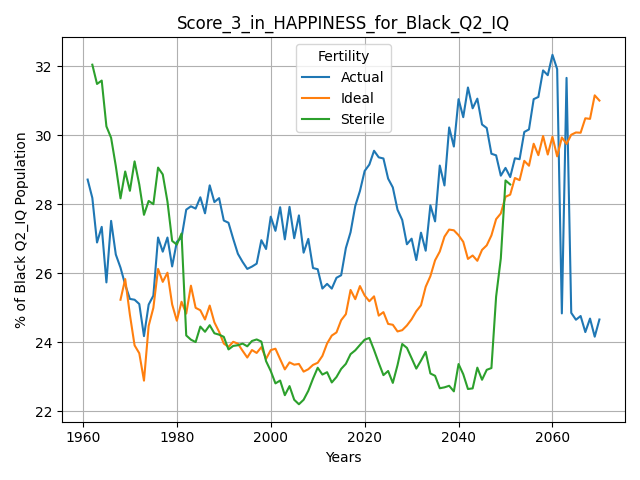 Score_3_in_HAPPINESS_for_Black_Q2_IQ
Fertility
Actual
Ideal
Sterile
% of Black Q2_IQ Population
32
30
28
26
24
22
1960
1980
2000
2020
2040
2060
Years